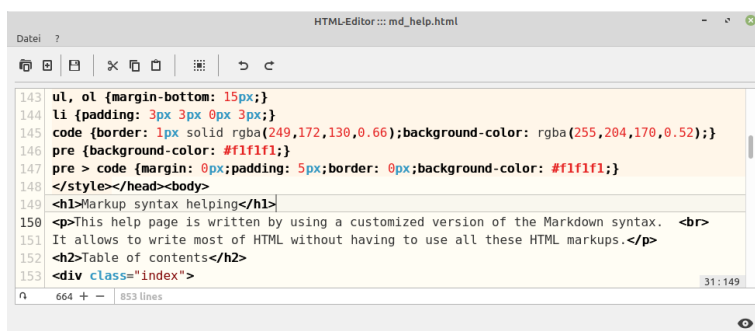 HTML-Editor ::: md_help.html
Datei ?
143 ul, ol {margin-bottom: 15px;}
144 li {padding: 3px 3px 0px 3px;}
145 code {border: 1px solid rgba(249,172,130,0.66);background-color: rgba(255,204,170,0.52);}
146 pre {background-color: #f1f1f1;}
147 pre > code {margin: 0px;padding: 5px;border: 0px;background-color: #f1f1f1;}
148 </style></head><body>
149 <h1>Markup syntax helping</h1>
150 <p>This help page is written by using a customized version of the Markdown syntax.  <br>
151 It allows to write most of HTML without having to use all these HTML markups.</p>
152 <h2>Table of contents</h2>
153 <div class="index">
31:149
664 + − 853 lines